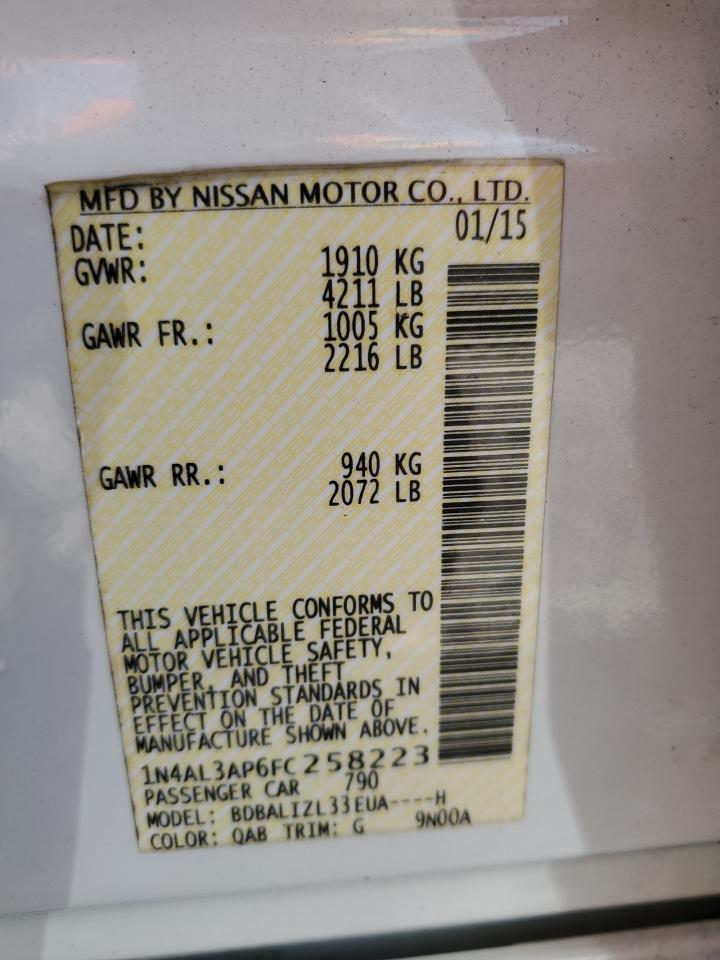 MFD BY NISSAN MOTOR CO., LTD.
DATE: 01/15
GVWR: 1910 KG
4211 LB
GAWR FR.: 1005 KG
2216 LB
GAWR RR.: 940 KG
2072 LB
THIS VEHICLE CONFORMS TO
ALL APPLICABLE FEDERAL
MOTOR VEHICLE SAFETY,
BUMPER, AND THEFT
PREVENTION STANDARDS IN
EFFECT ON THE DATE OF
MANUFACTURE SHOWN ABOVE.
1N4AL3AP6FC258223
PASSENGER CAR 790
MODEL: BDBALIZL33EUA----H
COLOR: QAB TRIM: G 9N00A